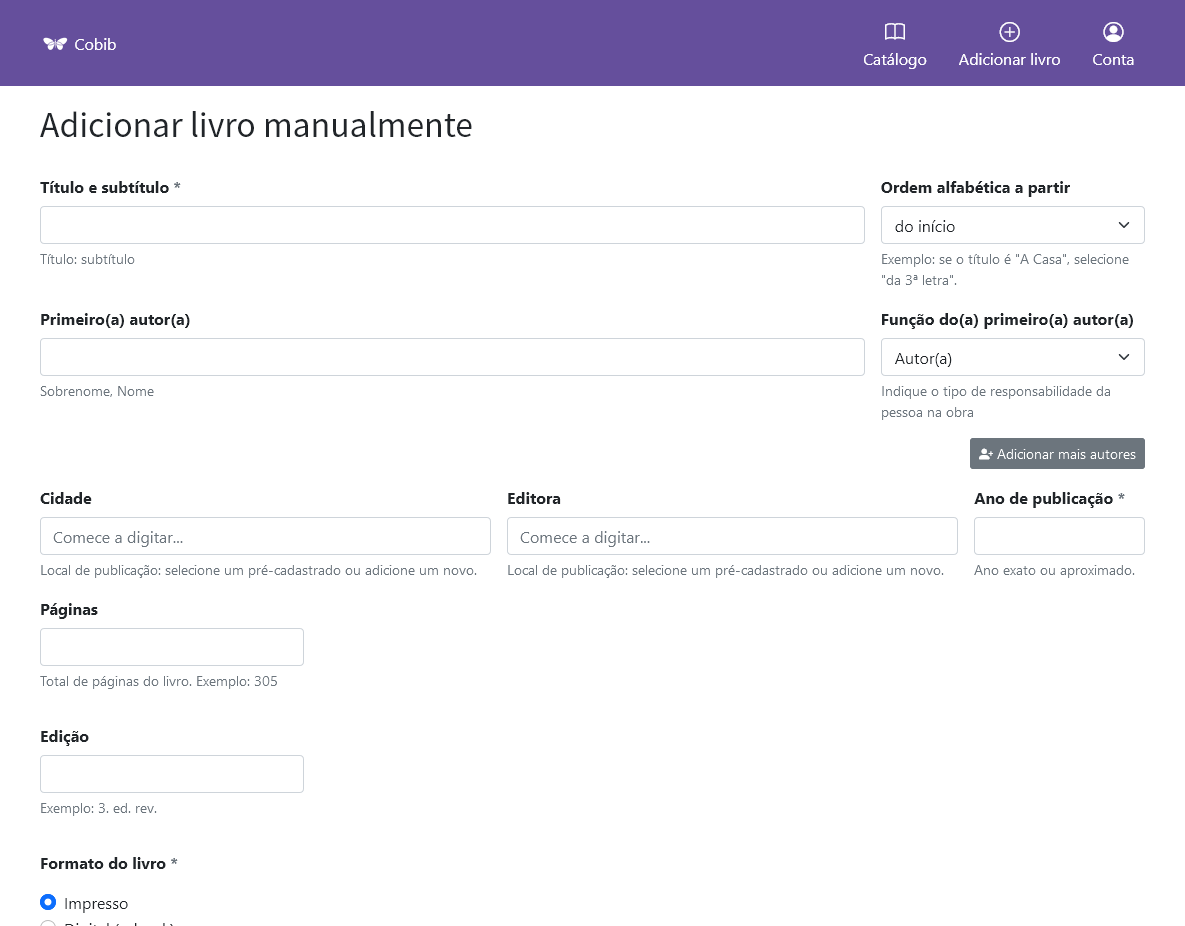 Cobib
Catálogo
Adicionar livro
Conta
Adicionar livro manualmente
Título e subtítulo *
Título: subtítulo
Ordem alfabética a partir
do início
Exemplo: se o título é "A Casa", selecione
"da 3ª letra".
Primeiro(a) autor(a)
Sobrenome, Nome
Função do(a) primeiro(a) autor(a)
Autor(a)
Indique o tipo de responsabilidade da
pessoa na obra
Adicionar mais autores
Cidade
Comece a digitar...
Local de publicação: selecione um pré-cadastrado ou adicione um novo.
Editora
Comece a digitar...
Local de publicação: selecione um pré-cadastrado ou adicione um novo.
Ano de publicação *
Ano exato ou aproximado.
Páginas
Total de páginas do livro. Exemplo: 305
Edição
Exemplo: 3. ed. rev.
Formato do livro *
Impresso